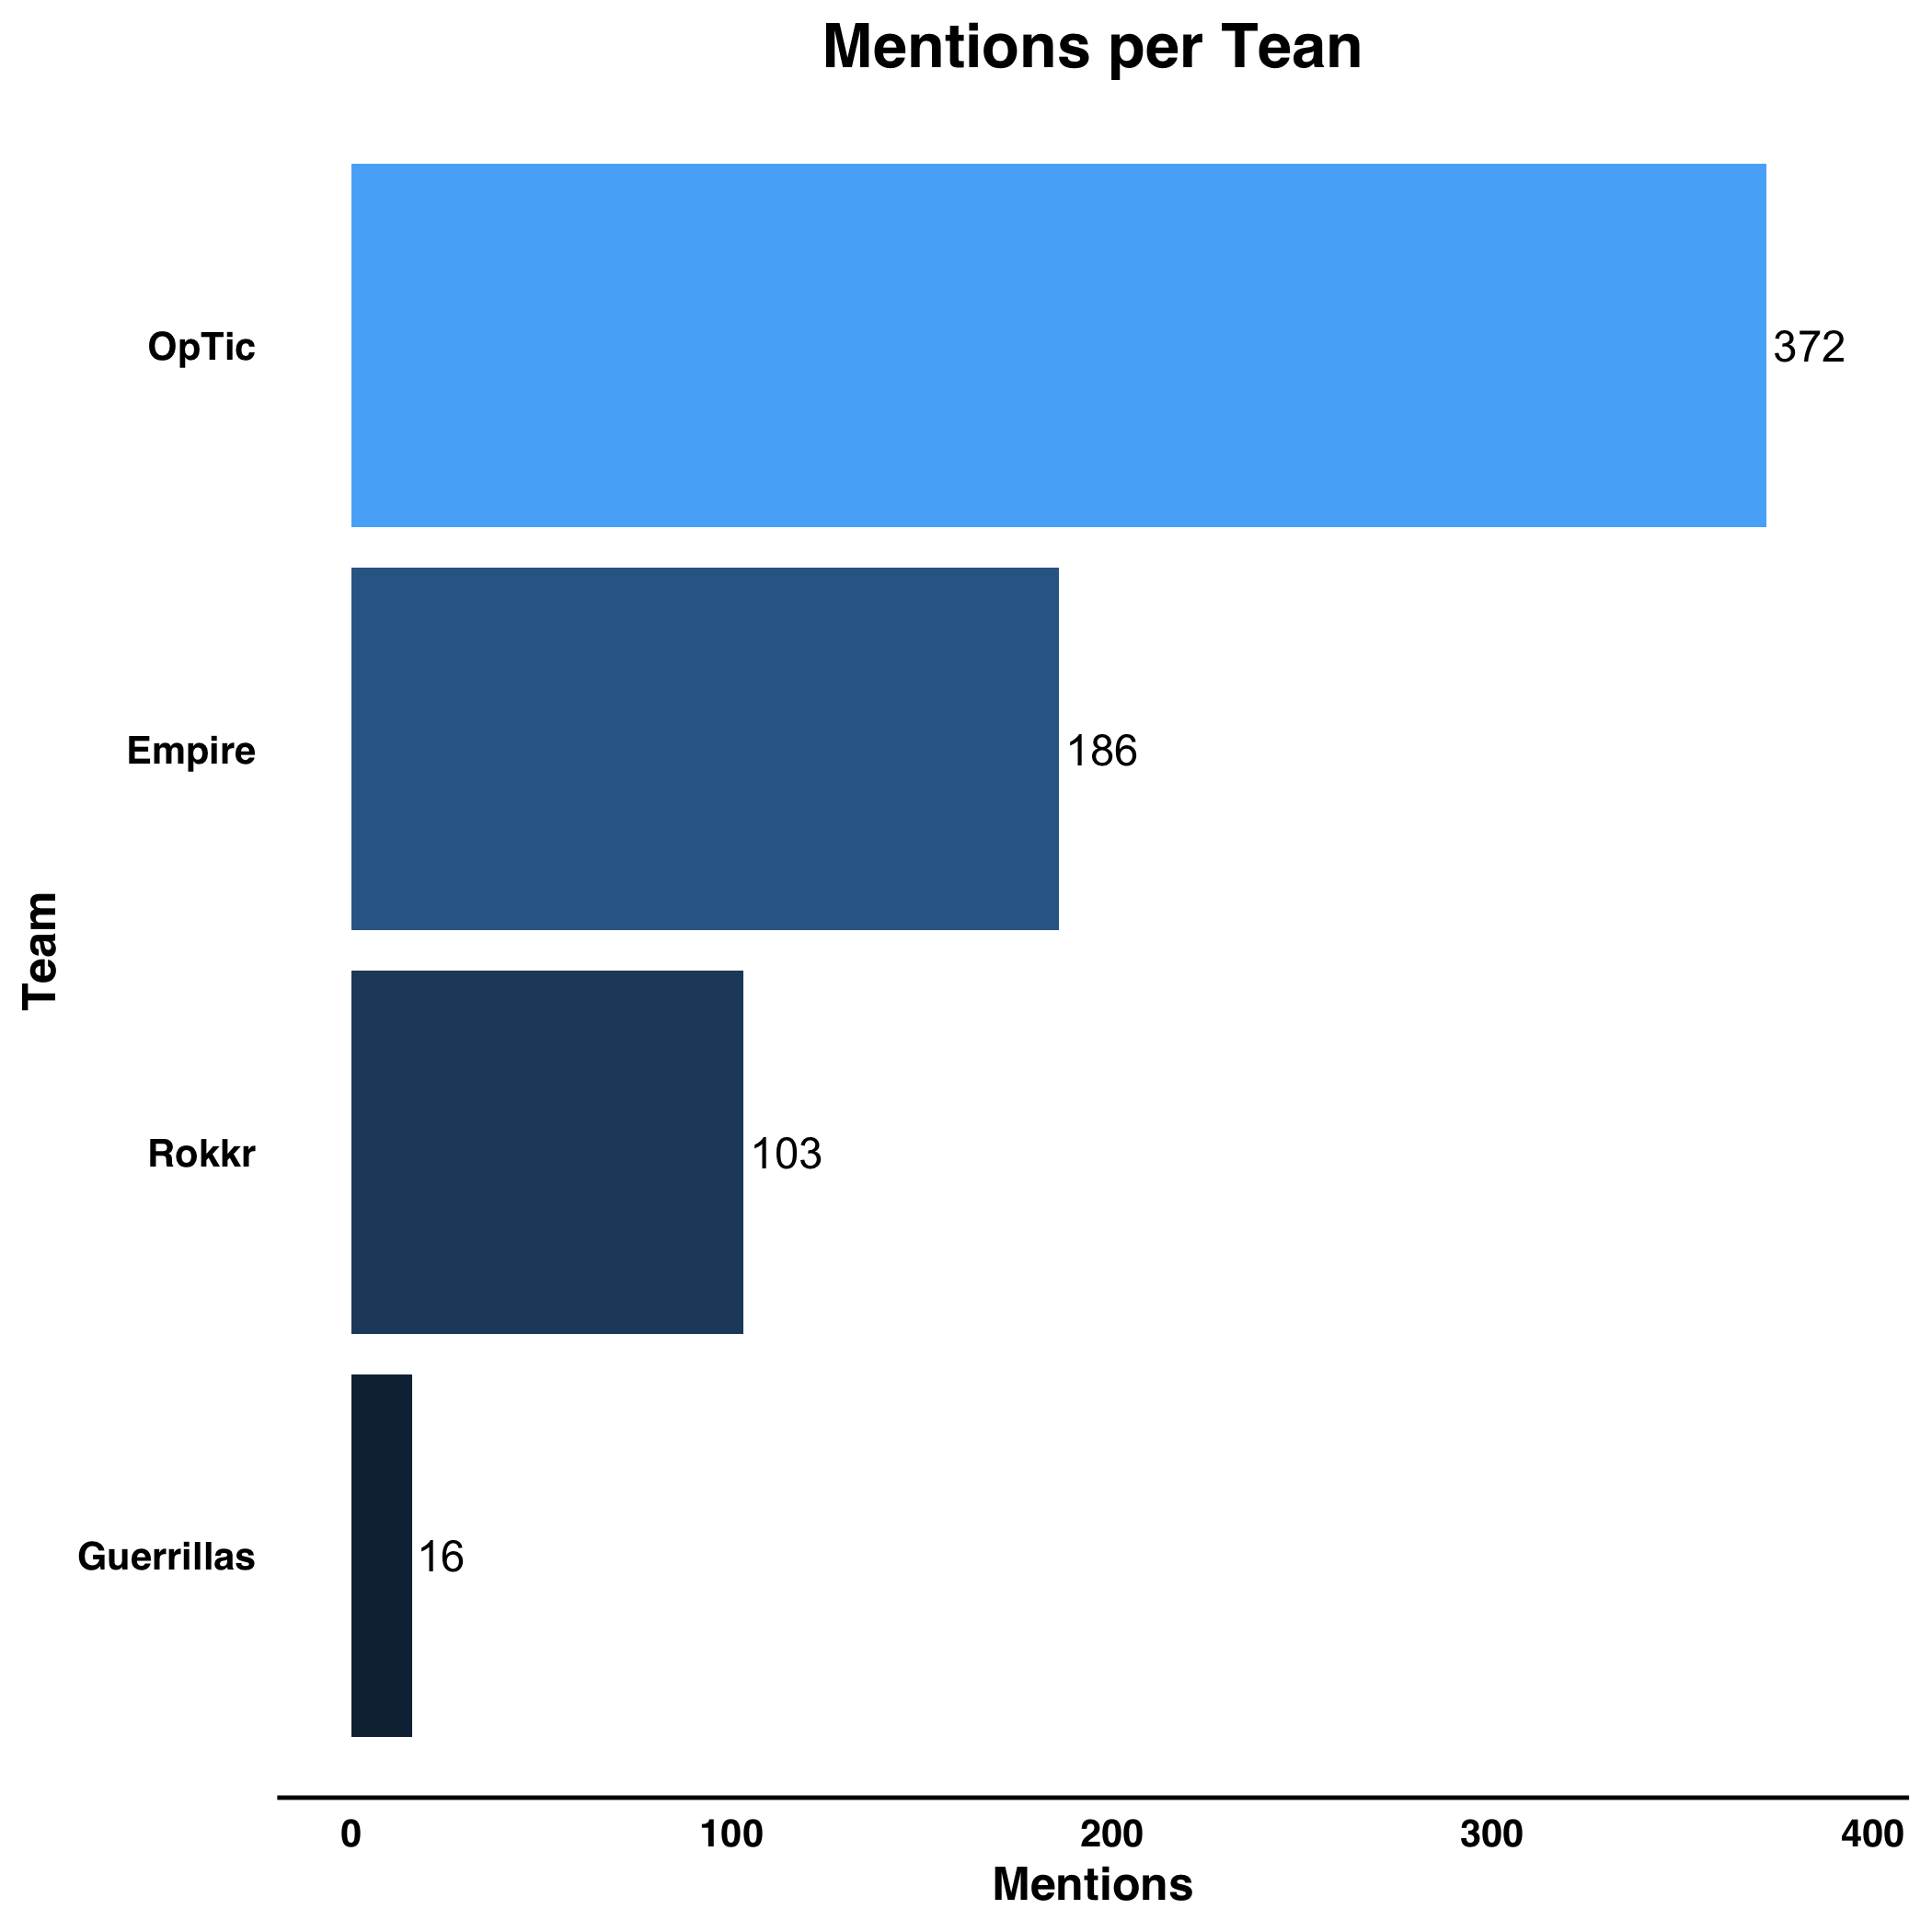 Mentions per Tean
OpTic
372
Empire
186
Team
Rokkr
103
Guerrillas
16
0 100 200 300 400
Mentions